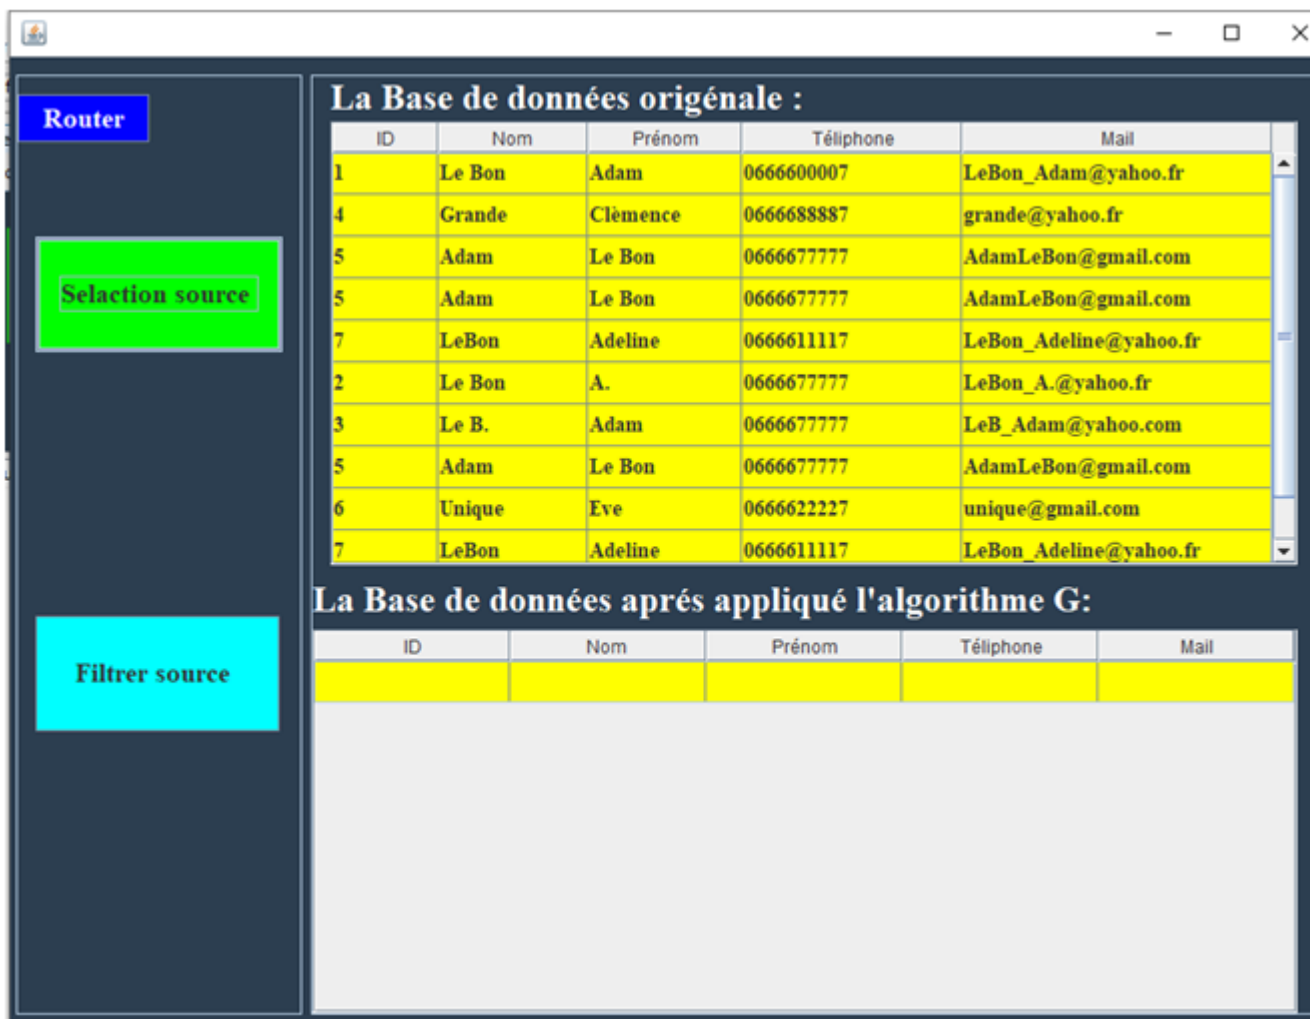 La Base de données origénale :
Router
ID Nom Prénom Téliphone Mail
1 Le Bon Adam 0666600007 LeBon_Adam@yahoo.fr
4 Grande Clèmence 0666688887 grande@yahoo.fr
5 Adam Le Bon 0666677777 AdamLeBon@gmail.com
Selaction source
5 Adam Le Bon 0666677777 AdamLeBon@gmail.com
7 LeBon Adeline 0666611117 LeBon_Adeline@yahoo.fr
2 Le Bon A. 0666677777 LeBon_A.@yahoo.fr
3 Le B. Adam 0666677777 LeB_Adam@yahoo.com
5 Adam Le Bon 0666677777 AdamLeBon@gmail.com
6 Unique Eve 0666622227 unique@gmail.com
7 LeBon Adeline 0666611117 LeBon_Adeline@yahoo.fr
La Base de données aprés appliqué l'algorithme G:
ID Nom Prénom Téliphone Mail
Filtrer source